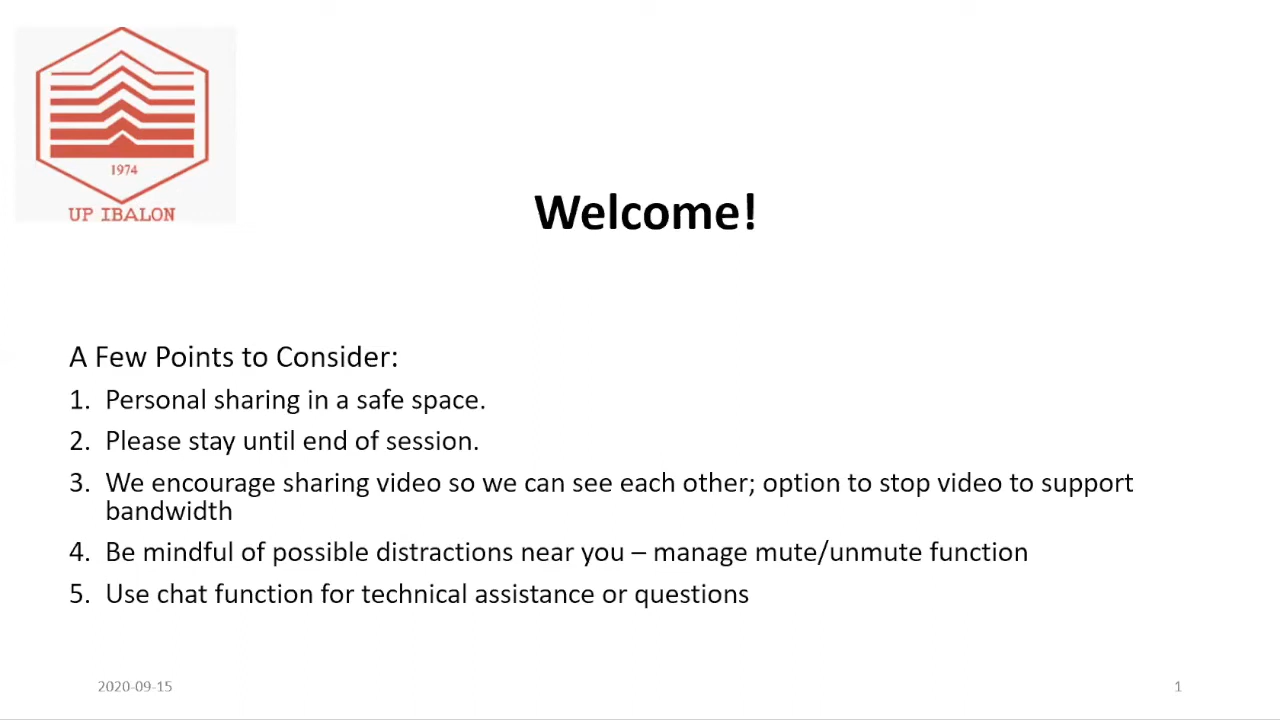 1974
UP IBALON
Welcome!
A Few Points to Consider:
1. Personal sharing in a safe space.
2. Please stay until end of session.
3. We encourage sharing video so we can see each other; option to stop video to support
bandwidth
4. Be mindful of possible distractions near you – manage mute/unmute function
5. Use chat function for technical assistance or questions
2020-09-15
1